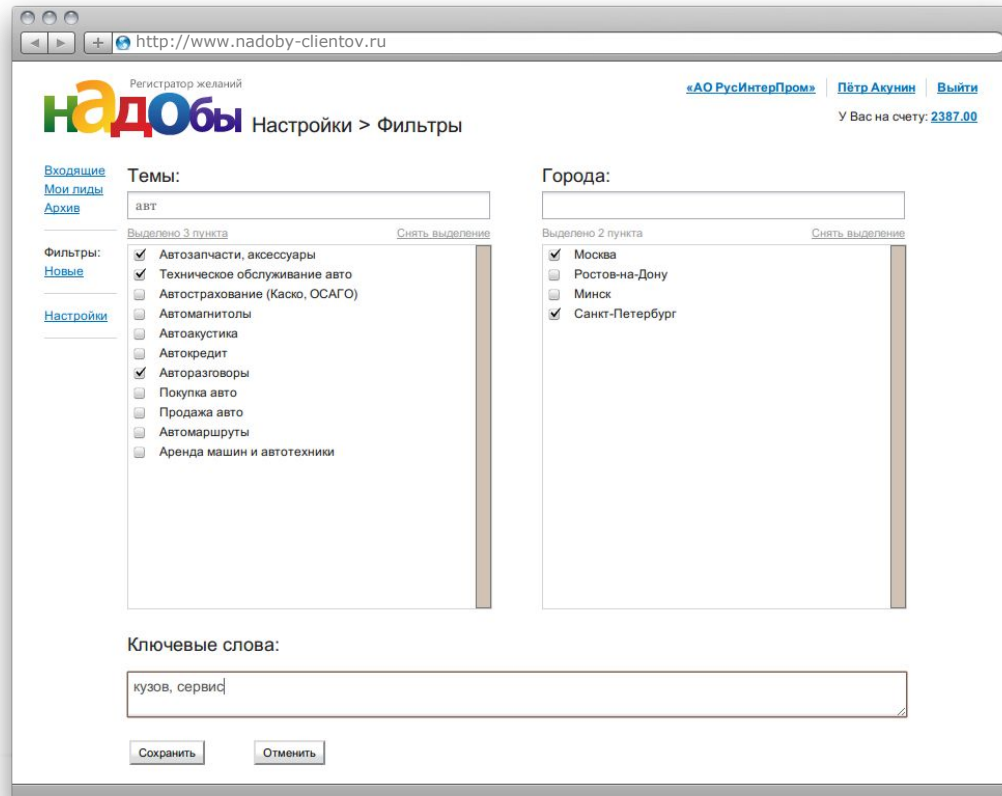 http://www.nadoby-clientov.ru
Регистратор желаний
надобы
Настройки > Фильтры
«АО РусИнтерПром» Пётр Акунин Выйти
У Вас на счету: 2387.00
Входящие
Мои лиды
Архив
Фильтры:
Новые
Настройки
Темы:
авт
Выделено 3 пункта Снять выделение
Автозапчасти, аксессуары
Техническое обслуживание авто
Автострахование (Каско, ОСАГО)
Автомагнитолы
Автоакустика
Автокредит
Авторазговоры
Покупка авто
Продажа авто
Автомаршруты
Аренда машин и автотехники
Города:
Выделено 2 пункта Снять выделение
Москва
Ростов-на-Дону
Минск
Санкт-Петербург
Ключевые слова:
кузов, сервис
Сохранить Отменить